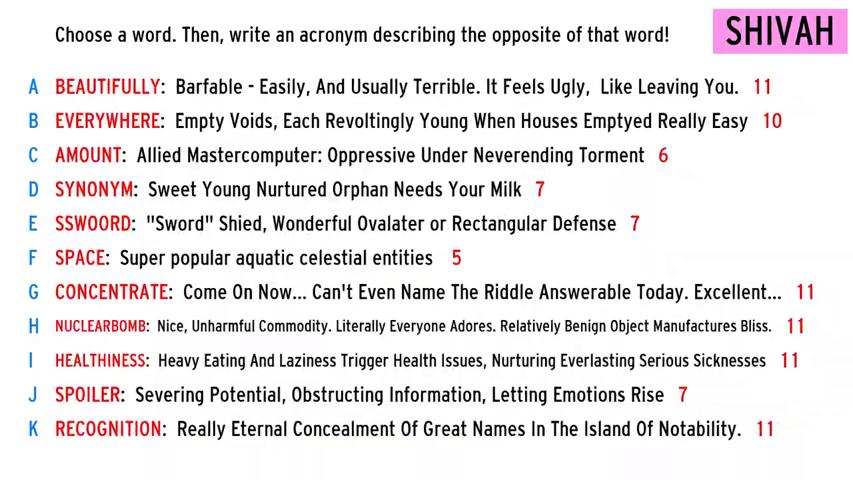 Choose a word. Then, write an acronym describing the opposite of that word!
SHIVAH
A BEAUTIFULLY: Barfable - Easily, And Usually Terrible. It Feels Ugly, Like Leaving You. 11
B EVERYWHERE: Empty Voids, Each Revoltingly Young When Houses Emptyed Really Easy 10
C AMOUNT: Allied Mastercomputer: Oppressive Under Neverending Torment 6
D SYNONYM: Sweet Young Nurtured Orphan Needs Your Milk 7
E SSWOORD: "Sword" Shied, Wonderful Ovalater or Rectangular Defense 7
F SPACE: Super popular aquatic celestial entities 5
G CONCENTRATE: Come On Now... Can't Even Name The Riddle Answerable Today. Excellent... 11
H NUCLEARBOMB: Nice, Unharmful Commodity. Literally Everyone Adores. Relatively Benign Object Manufactures Bliss. 11
I HEALTHINESS: Heavy Eating And Laziness Trigger Health Issues, Nurturing Everlasting Serious Sicknesses 11
J SPOILER: Severing Potential, Obstructing Information, Letting Emotions Rise 7
K RECOGNITION: Really Eternal Concealment Of Great Names In The Island Of Notability. 11